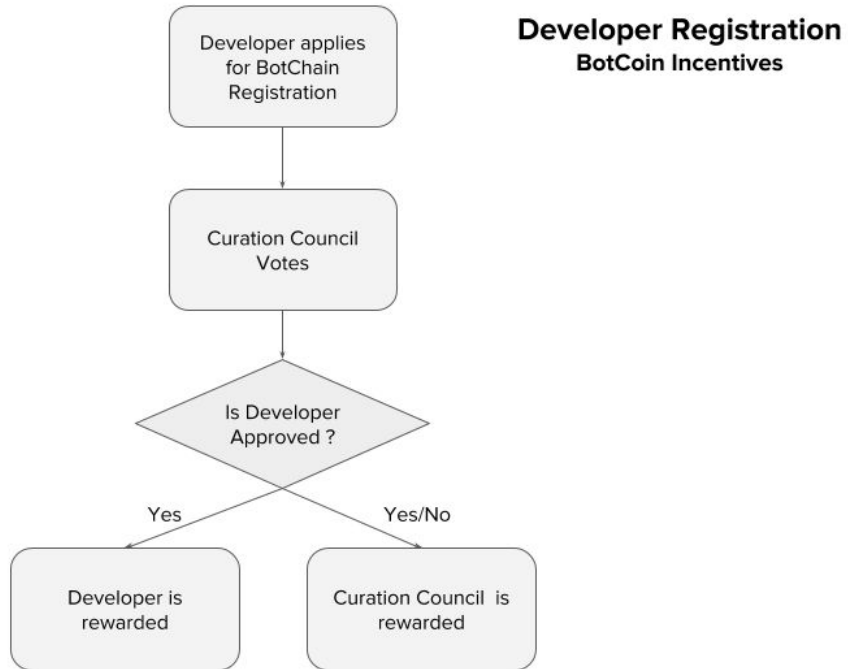 Developer Registration
BotCoin Incentives
Developer applies
for BotChain
Registration
Curation Council
Votes
Is Developer
Approved ?
Yes
Yes/No
Developer is
rewarded
Curation Council is
rewarded